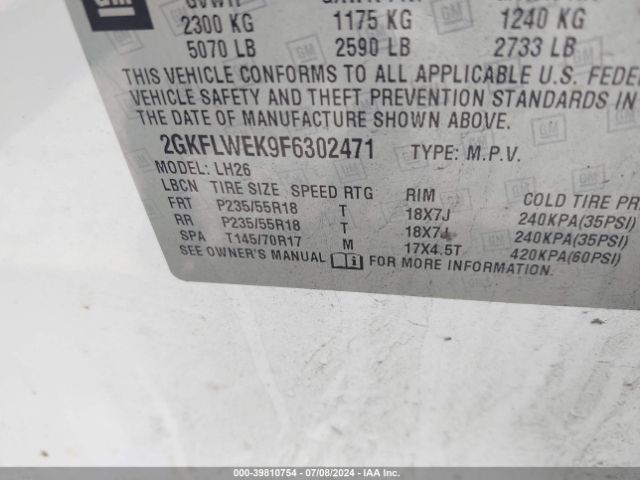 GM
2300 KG 1175 KG 1240 KG
5070 LB 2590 LB 2733 LB
THIS VEHICLE CONFORMS TO ALL APPLICABLE U.S. FEDE
VEHICLE SAFETY AND THEFT PREVENTION STANDARDS IN
THE DATE OF MANUFACTURE SHOWN ABOVE.
2GKFLWEK9F6302471 TYPE: M.P.V.
MODEL: LH26
LBCN TIRE SIZE SPEED RTG RIM COLD TIRE PR
FRT P235/55R18 T 18X7J 240KPA(35PSI)
RR P235/55R18 T 18X7J 240KPA(35PSI)
SPA T145/70R17 M 17X4.5T 420KPA(60PSI)
SEE OWNER'S MANUAL FOR MORE INFORMATION.
000-39810754 | 07/08/2024 | IAA Inc.